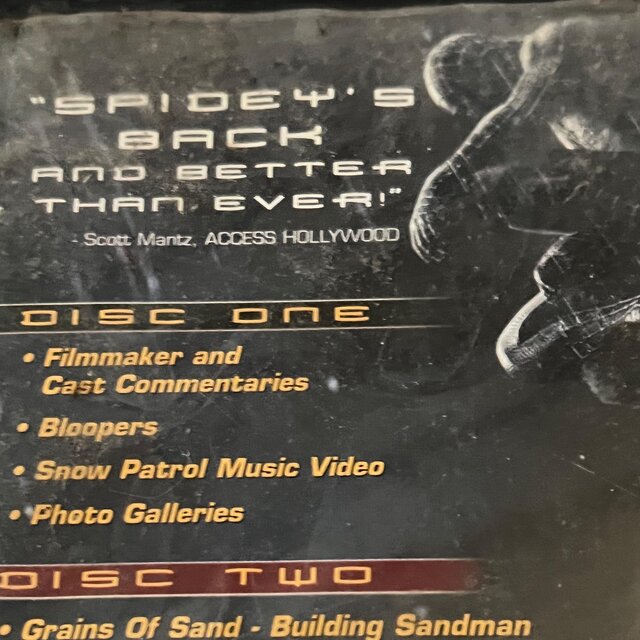 "SPIDEY'S
BACK
AND BETTER
THAN EVER!"
- Scott Mantz, ACCESS HOLLYWOOD
DISC ONE
• Filmmaker and
Cast Commentaries
• Bloopers
• Snow Patrol Music Video
• Photo Galleries
DISC TWO
• Grains Of Sand - Building Sandman